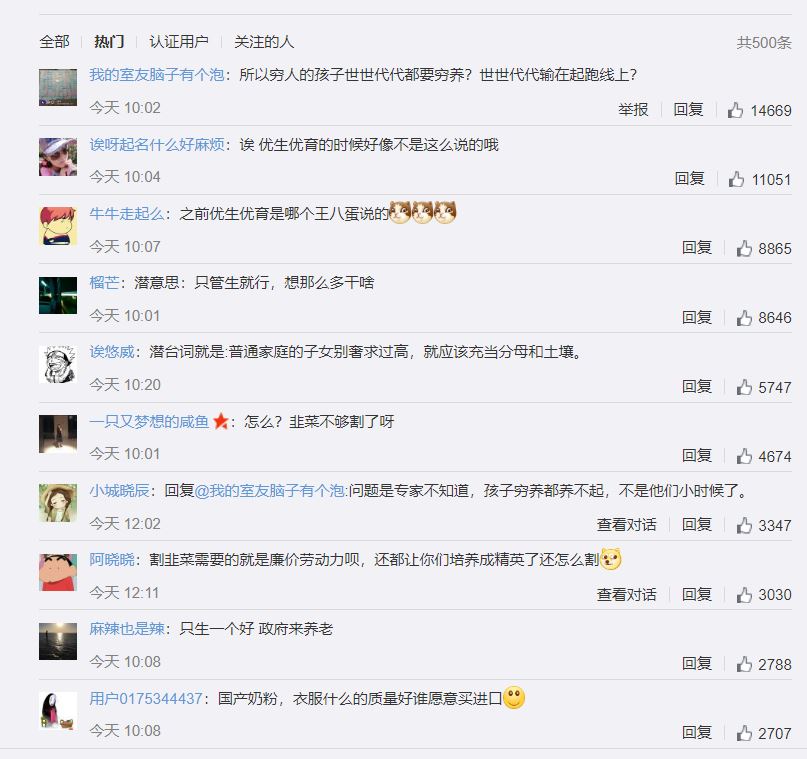 全部 热门 认证用户 关注的人 共500条
我的室友脑子有个泡：所以穷人的孩子世世代代都要穷养？世世代代输在起跑线上？
今天 10:02 举报 回复 14669
诶呀起名什么好麻烦：诶 优生优育的时候好像不是这么说的哦
今天 10:04 回复 11051
牛牛走起么：之前优生优育是哪个王八蛋说的
今天 10:07 回复 8865
榴芒：潜意思：只管生就行，想那么多干啥
今天 10:01 回复 8646
诶悠威：潜台词就是:普通家庭的子女别奢求过高，就应该充当分母和土壤。
今天 10:20 回复 5747
一只又梦想的咸鱼：怎么？韭菜不够割了呀
今天 10:01 回复 4674
小城晓辰：回复@我的室友脑子有个泡:问题是专家不知道，孩子穷养都养不起，不是他们小时候了。
今天 12:02 查看对话 回复 3347
阿晓晓：割韭菜需要的就是廉价劳动力呗，还都让你们培养成精英了还怎么割
今天 12:11 查看对话 回复 3030
麻辣也是辣：只生一个好 政府来养老
今天 10:08 回复 2788
用户0175344437：国产奶粉，衣服什么的质量好谁愿意买进口
今天 10:08 回复 2707